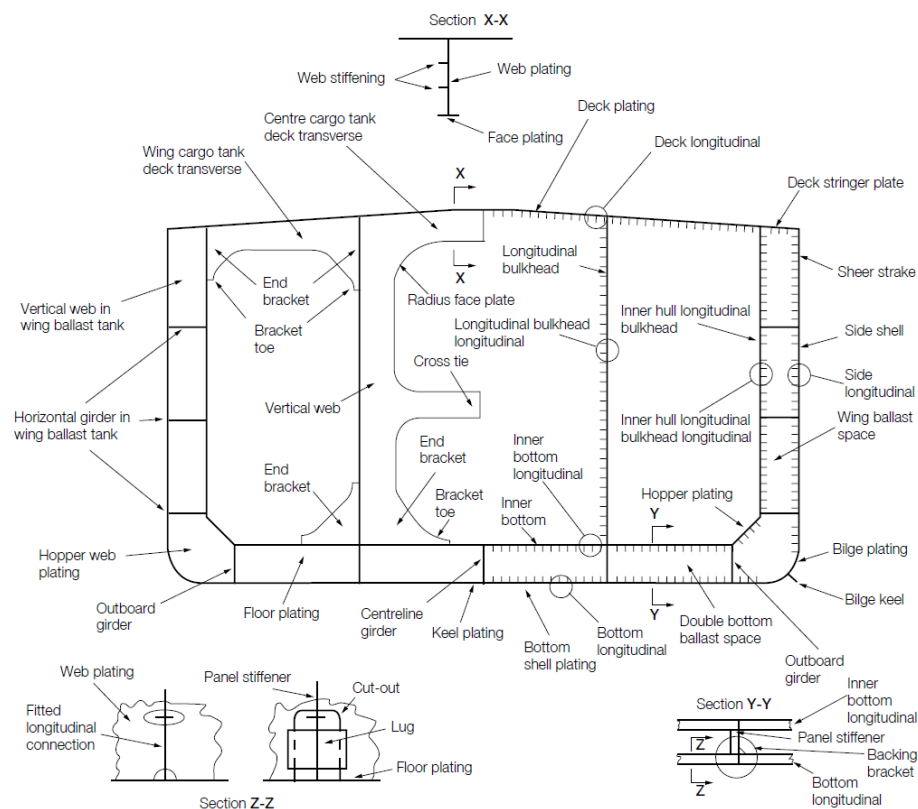 Section X-X
Web stiffening
Web plating
Face plating
Centre cargo tank
deck transverse
Deck plating
Wing cargo tank
deck transverse
Deck longitudinal
X
Deck stringer plate
X
End
bracket
Longitudinal
bulkhead
Sheer strake
Vertical web in
wing ballast tank
Radius face plate
Inner hull longitudinal
bulkhead
Bracket
toe
Longitudinal bulkhead
longitudinal
Side shell
Cross tie
Side
longitudinal
Horizontal girder in
wing ballast tank
Vertical web
Inner hull longitudinal
bulkhead longitudinal
Wing ballast
space
End
bracket
Inner
bottom
longitudinal
End
bracket
Bracket
toe
Hopper plating
Inner
bottom
Y
Hopper web
plating
Bilge plating
Outboard
girder
Floor plating
Centreline
girder
Keel plating
Y
Bilge keel
Bottom
shell plating
Bottom
longitudinal
Double bottom
ballast space
Outboard
girder
Web plating
Panel stiffener
Cut-out
Fitted
longitudinal
connection
Lug
Floor plating
Section Z-Z
Section Y-Y
Inner
bottom
longitudinal
Panel stiffener
Z
Backing
bracket
Z
Bottom
longitudinal